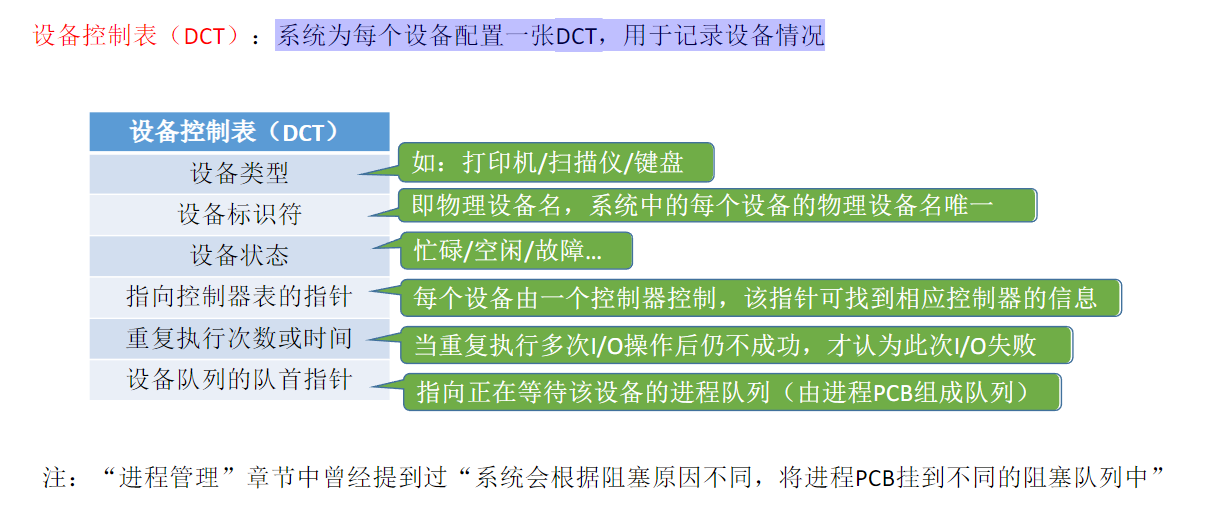 设备控制表（DCT）：系统为每个设备配置一张DCT，用于记录设备情况
设备控制表（DCT）
设备类型
如：打印机/扫描仪/键盘
设备标识符
即物理设备名，系统中的每个设备的物理设备名唯一
设备状态
忙碌/空闲/故障...
指向控制器表的指针
每个设备由一个控制器控制，该指针可找到相应控制器的信息
重复执行次数或时间
当重复执行多次I/O操作后仍不成功，才认为此次I/O失败
设备队列的队首指针
指向正在等待该设备的进程队列（由进程PCB组成队列）
注：“进程管理”章节中曾经提到过“系统会根据阻塞原因不同，将进程PCB挂到不同的阻塞队列中”